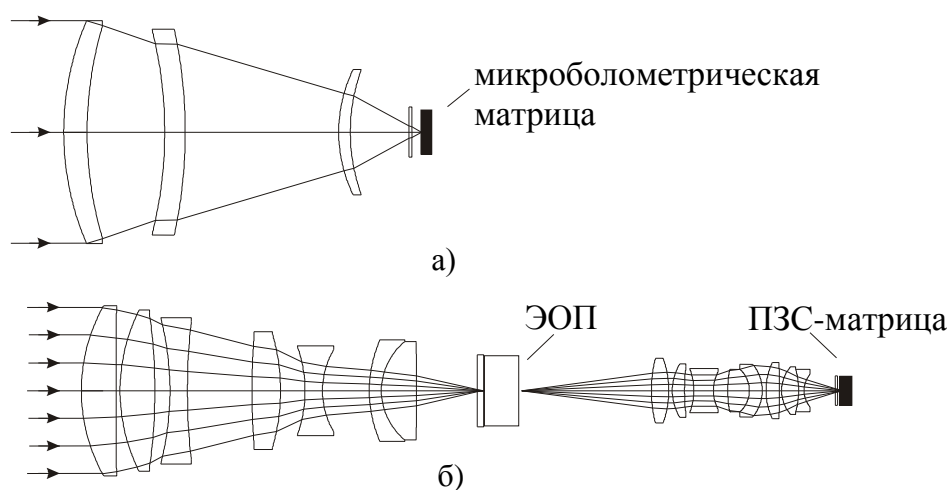 микроболометрическая
матрица
а)
ЭОП
ПЗС-матрица
б)